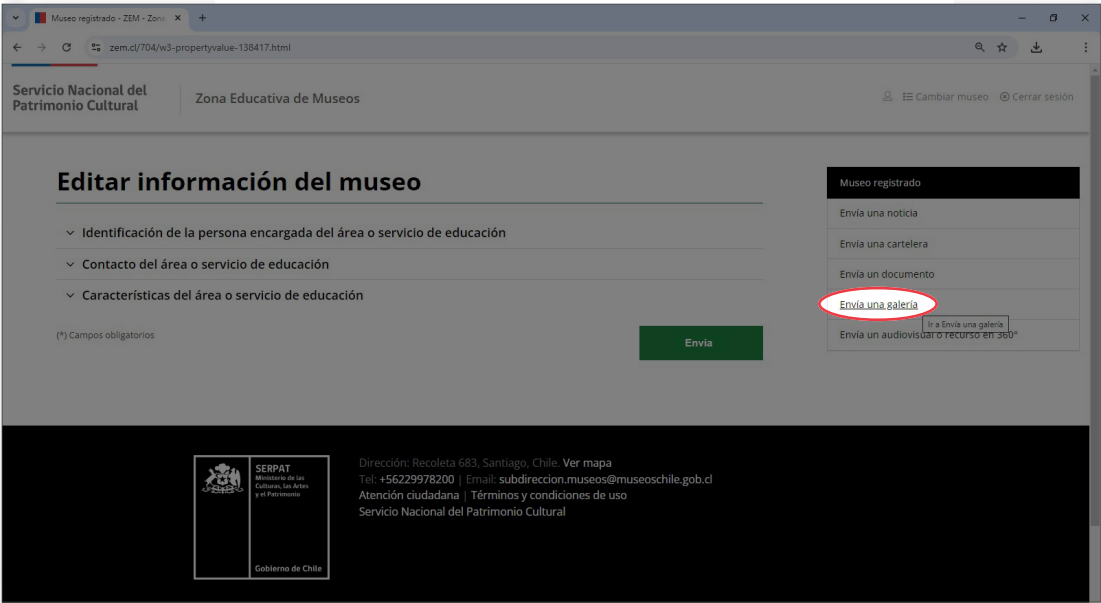 Museo registrado - ZEM - Zona
zem.cl/704/w3-propertyvalue-138417.html
Servicio Nacional del
Patrimonio Cultural
Zona Educativa de Museos
Cambiar museo
Cerrar sesión
Editar información del museo
Identificación de la persona encargada del área o servicio de educación
Contacto del área o servicio de educación
Características del área o servicio de educación
(*) Campos obligatorios
Envia
Museo registrado
Envía una noticia
Envía una cartelera
Envía un documento
Envía una galería
Ir a Envía una galería
Envía un audiovisual o recurso en 360°
SERPAT
Ministerio de las
Culturas, las Artes
y el Patrimonio
Gobierno de Chile
Dirección: Recoleta 683, Santiago, Chile. Ver mapa
Tel: +56229978200 | Email: subdireccion.museos@museoschile.gob.cl
Atención ciudadana | Términos y condiciones de uso
Servicio Nacional del Patrimonio Cultural